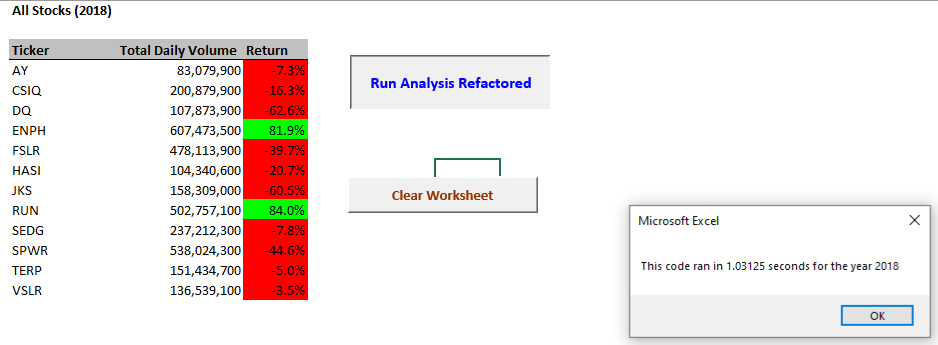 All Stocks (2018)
Ticker Total Daily Volume Return
AY 83,079,900 -7.3%
CSIQ 200,879,900 -16.3%
DQ 107,873,900 -62.6%
ENPH 607,473,500 81.9%
FSLR 478,113,900 -39.7%
HASI 104,340,600 -20.7%
JKS 158,309,000 -60.5%
RUN 502,757,100 84.0%
SEDG 237,212,300 -7.8%
SPWR 538,024,300 -44.6%
TERP 151,434,700 -5.0%
VSLR 136,539,100 -3.5%
Run Analysis Refactored
Clear Worksheet
Microsoft Excel
This code ran in 1.03125 seconds for the year 2018
OK